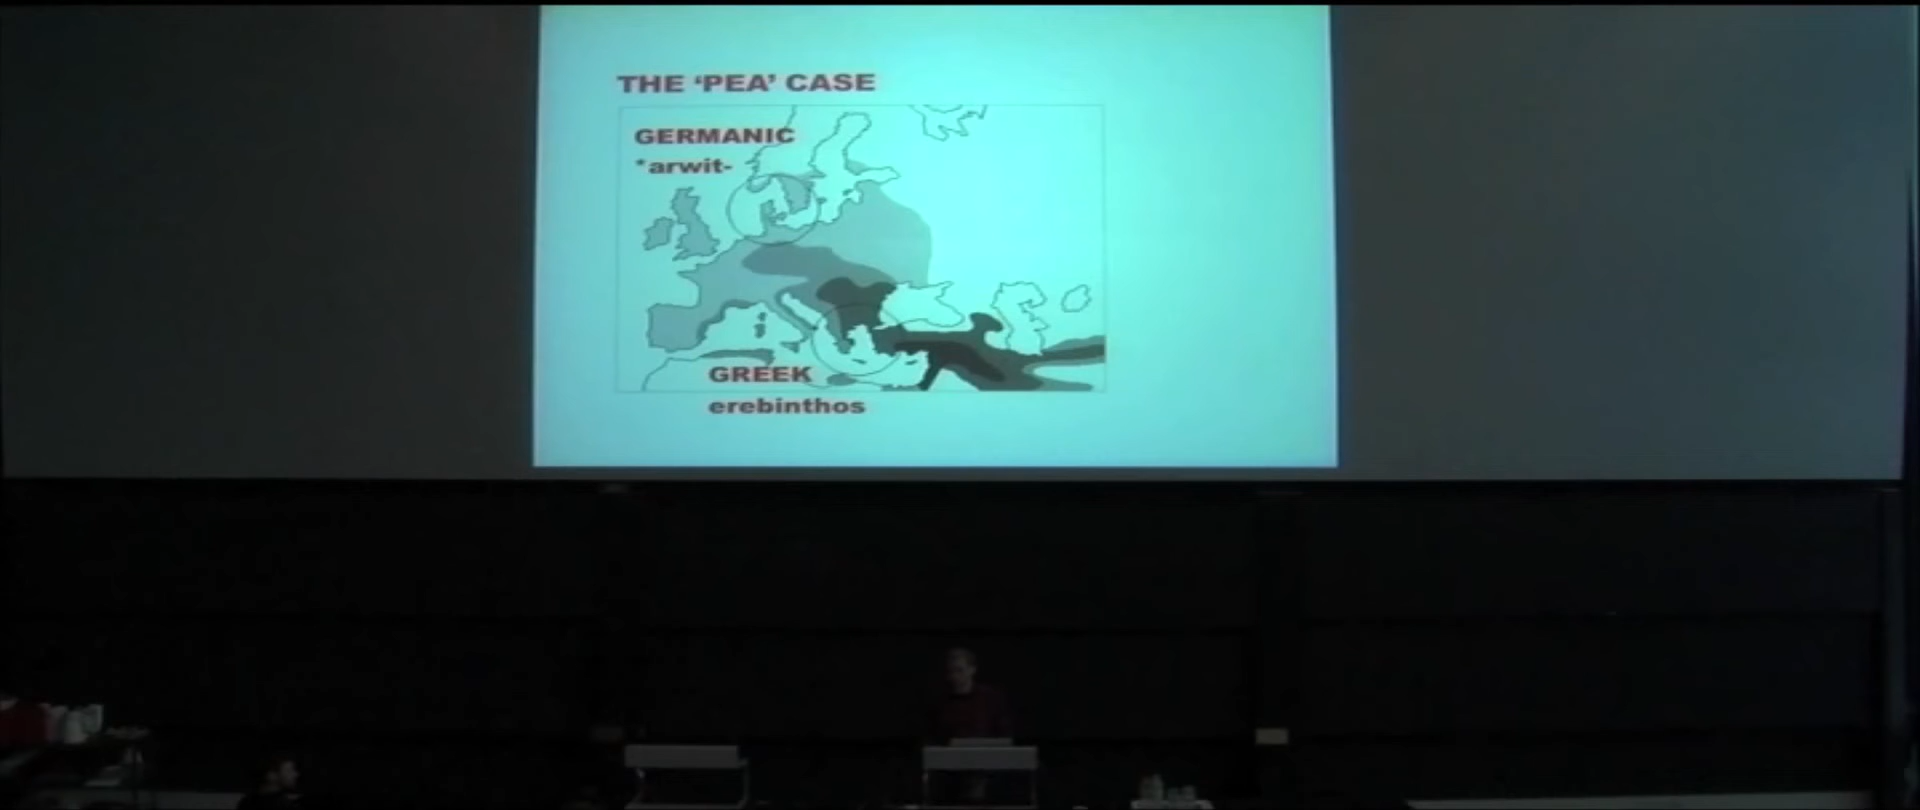 THE ‘PEA’ CASE
GERMANIC
*arwit-
GREEK
erebinthos